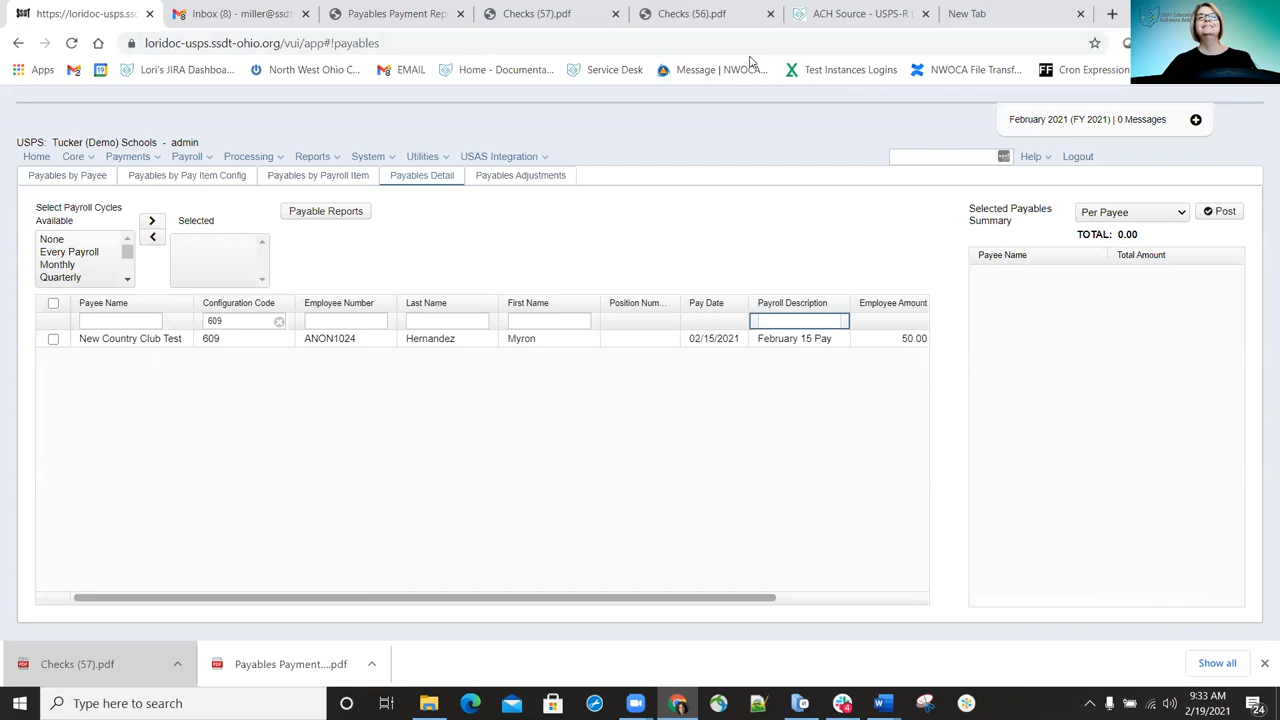 https://loridoc-usps.ssd
Inbox (8) - miller@ssdt
Payables Payment Rep
Checks (57).pdf
Checks (56).pdf
ACH Source - USPS-R
New Tab
loridoc-usps.ssdt-ohio.org/vui/app#!payables
Apps
Lori's JIRA Dashboa...
North West Ohio C...
EMAIL
Home - Documenta...
Service Desk
Message | NWOCA...
Test Instances Logins
NWOCA File Transf...
Cron Expression
February 2021 (FY 2021) | 0 Messages
USPS: Tucker (Demo) Schools - admin
Home Core Payments Payroll Processing Reports System Utilities USAS Integration Help Logout
Payables by Payee Payables by Pay Item Config Payables by Payroll Item Payables Detail Payables Adjustments
Select Payroll Cycles
Available
Selected
Payable Reports
None
Every Payroll
Monthly
Quarterly
Selected Payables
Summary
Per Payee
Post
TOTAL: 0.00
Payee Name Total Amount
Payee Name Configuration Code Employee Number Last Name First Name Position Num... Pay Date Payroll Description Employee Amount
609
New Country Club Test 609 ANON1024 Hernandez Myron 02/15/2021 February 15 Pay 50.00
Checks (57).pdf
Payables Payment....pdf
Show all
Type here to search
9:33 AM
2/19/2021
24